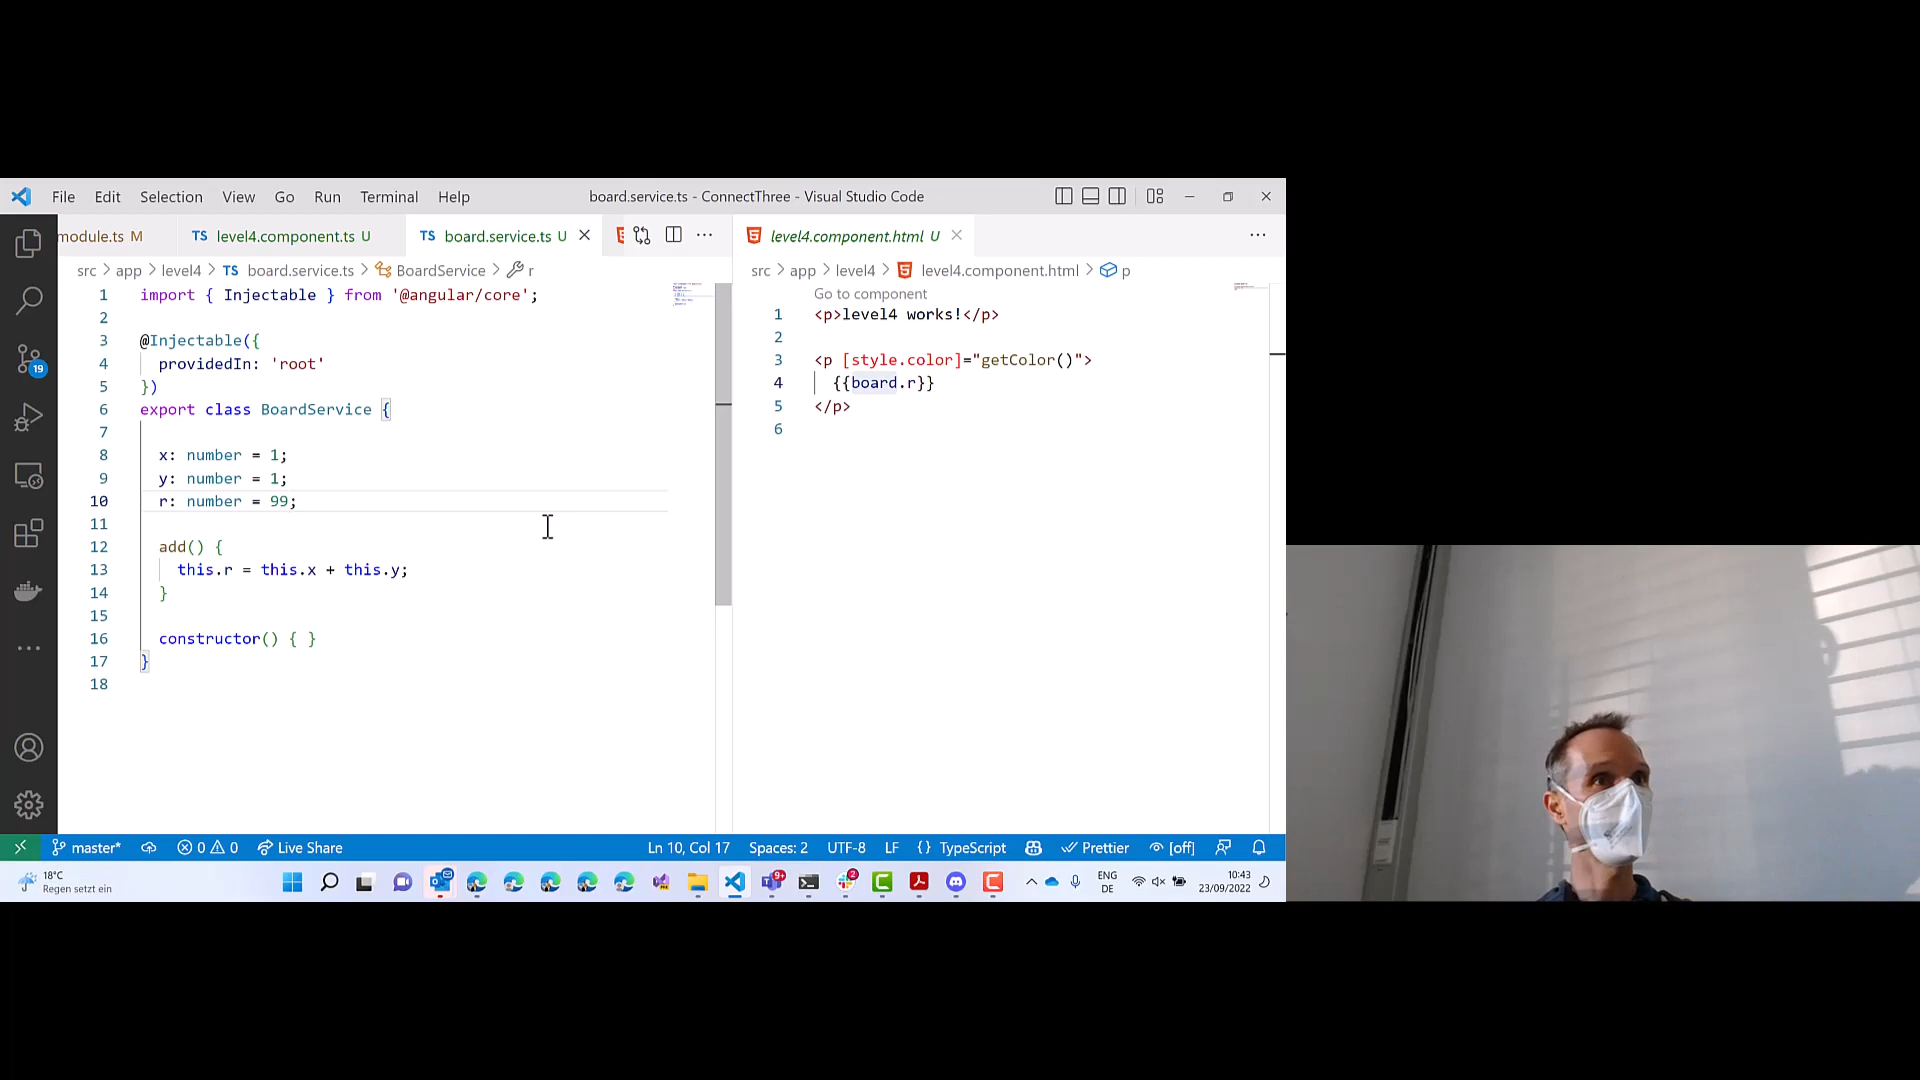 File Edit Selection View Go Run Terminal Help
board.service.ts - ConnectThree - Visual Studio Code
module.ts M
TS level4.component.ts U
TS board.service.ts U
level4.component.html U
src > app > level4 > TS board.service.ts > BoardService > r
1 import { Injectable } from '@angular/core';
2
3 @Injectable({
4 providedIn: 'root'
5 })
6 export class BoardService {
7
8 x: number = 1;
9 y: number = 1;
10 r: number = 99;
11
12 add() {
13 this.r = this.x + this.y;
14 }
15
16 constructor() { }
17 }
18
src > app > level4 > level4.component.html > p
Go to component
1 <p>level4 works!</p>
2
3 <p [style.color]="getColor()">
4 {{board.r}}
5 </p>
6
19
master* 0 0 Live Share
Ln 10, Col 17 Spaces: 2 UTF-8 LF {} TypeScript Prettier [off]
18°C
Regen setzt ein
9+
2
ENG
DE
10:43
23/09/2022